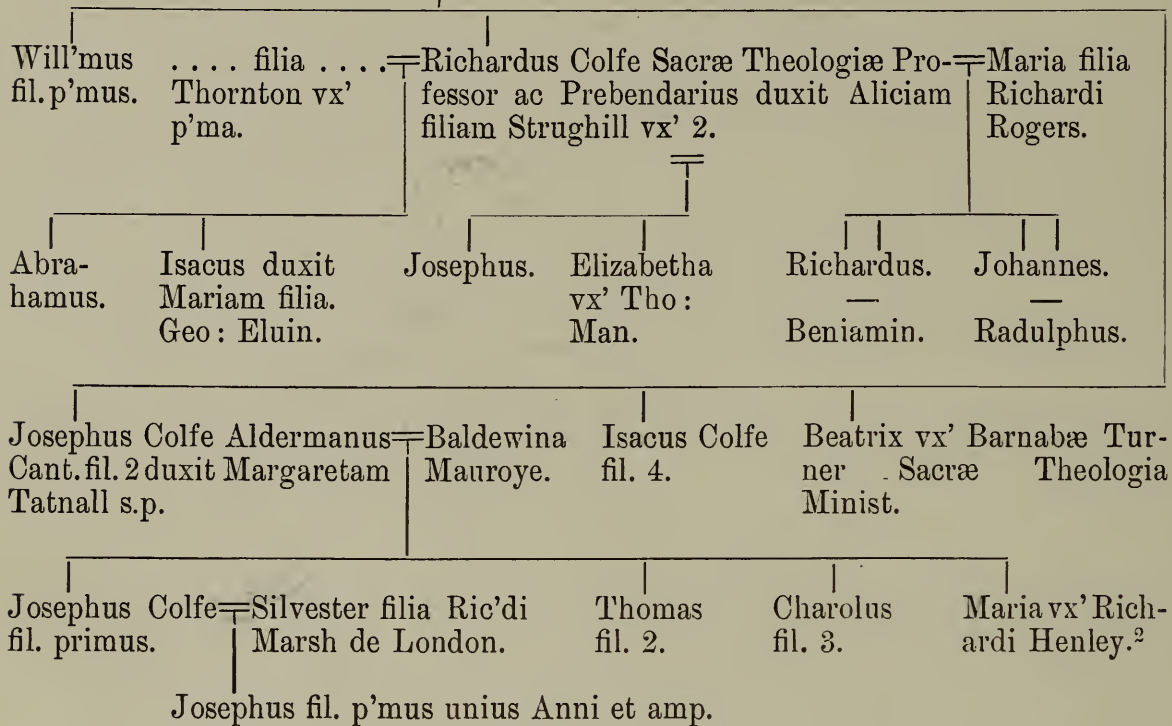 Will'mus
fil. p'mus.
. . . . filia . . . .
Thornton vx'
p'ma.
Richardus Colfe Sacræ Theologiæ Pro-
fessor ac Prebendarius duxit Aliciam
filiam Strughill vx' 2.
Maria filia
Richardi
Rogers.
Abra-
hamus.
Isacus duxit
Mariam filia.
Geo : Eluin.
Josephus.
Elizabetha
vx' Tho :
Man.
Richardus.
—
Beniamin.
Johannes.
—
Radulphus.
Josephus Colfe Aldermanus
Cant. fil. 2 duxit Margaretam
Tatnall s.p.
Baldewina
Mauroye.
Isacus Colfe
fil. 4.
Beatrix vx' Barnabæ Tur-
ner Sacræ Theologia
Minist.
Josephus Colfe
fil. primus.
Silvester filia Ric'di
Marsh de London.
Thomas
fil. 2.
Charolus
fil. 3.
Maria vx' Rich-
ardi Henley.²
Josephus fil. p'mus unius Anni et amp.